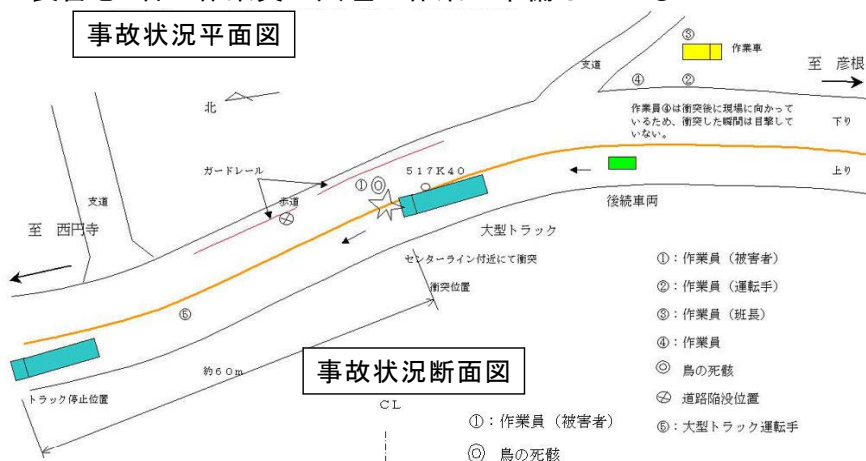 事故状況平面図
③
作業車
支道
④
②
至 彦根
北
作業員④は衝突後に現場に向かって
いるため、衝突した瞬間は目撃して
いない。
下り
ガードレール
①
517K40
上り
支道
歩道
後続車両
至 西円寺
大型トラック
センターライン付近にて衝突
衝突位置
①:作業員(被害者)
②:作業員(運転手)
③:作業員(班長)
④:作業員
◎ 鳥の死骸
⊗ 道路陥没位置
⑤:大型トラック運転手
⑤
約60m
トラック停止位置
事故状況断面図
CL
①:作業員(被害者)
◎ 鳥の死骸